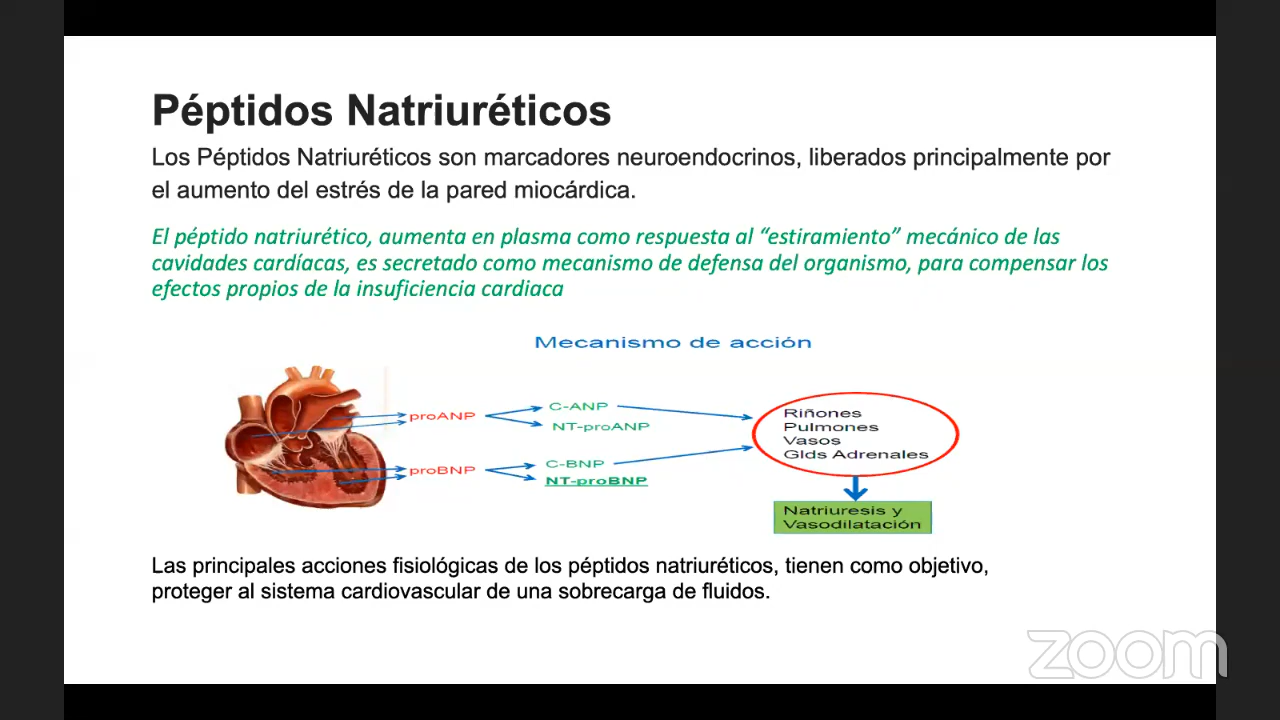 Péptidos Natriuréticos
Los Péptidos Natriuréticos son marcadores neuroendocrinos, liberados principalmente por
el aumento del estrés de la pared miocárdica.
El péptido natriurético, aumenta en plasma como respuesta al “estiramiento” mecánico de las
cavidades cardíacas, es secretado como mecanismo de defensa del organismo, para compensar los
efectos propios de la insuficiencia cardiaca
Mecanismo de acción
proANP
C-ANP
NT-proANP
proBNP
C-BNP
NT-proBNP
Riñones
Pulmones
Vasos
Glds Adrenales
Natriuresis y
Vasodilatación
Las principales acciones fisiológicas de los péptidos natriuréticos, tienen como objetivo,
proteger al sistema cardiovascular de una sobrecarga de fluidos.
zoom